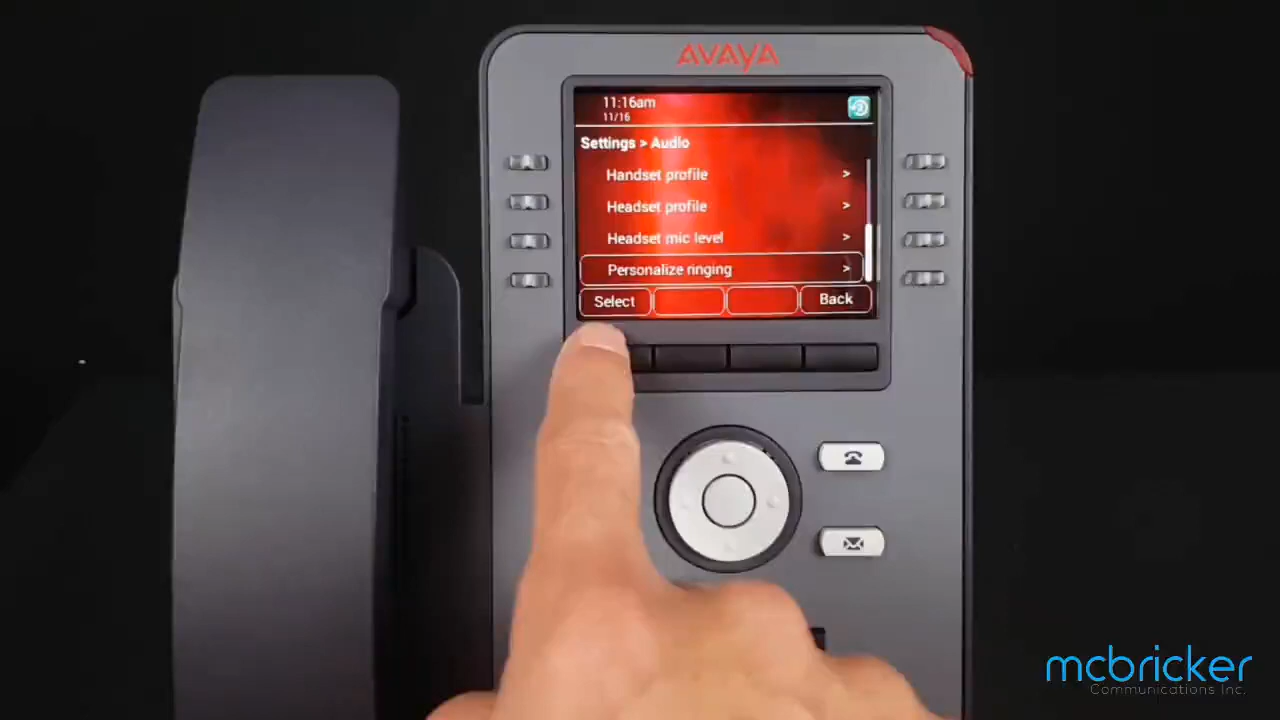 AVAYA
11:16am
11/16
Settings > Audio
Handset profile >
Headset profile >
Headset mic level >
Personalize ringing >
Select Back
mcbricker
Communications Inc.